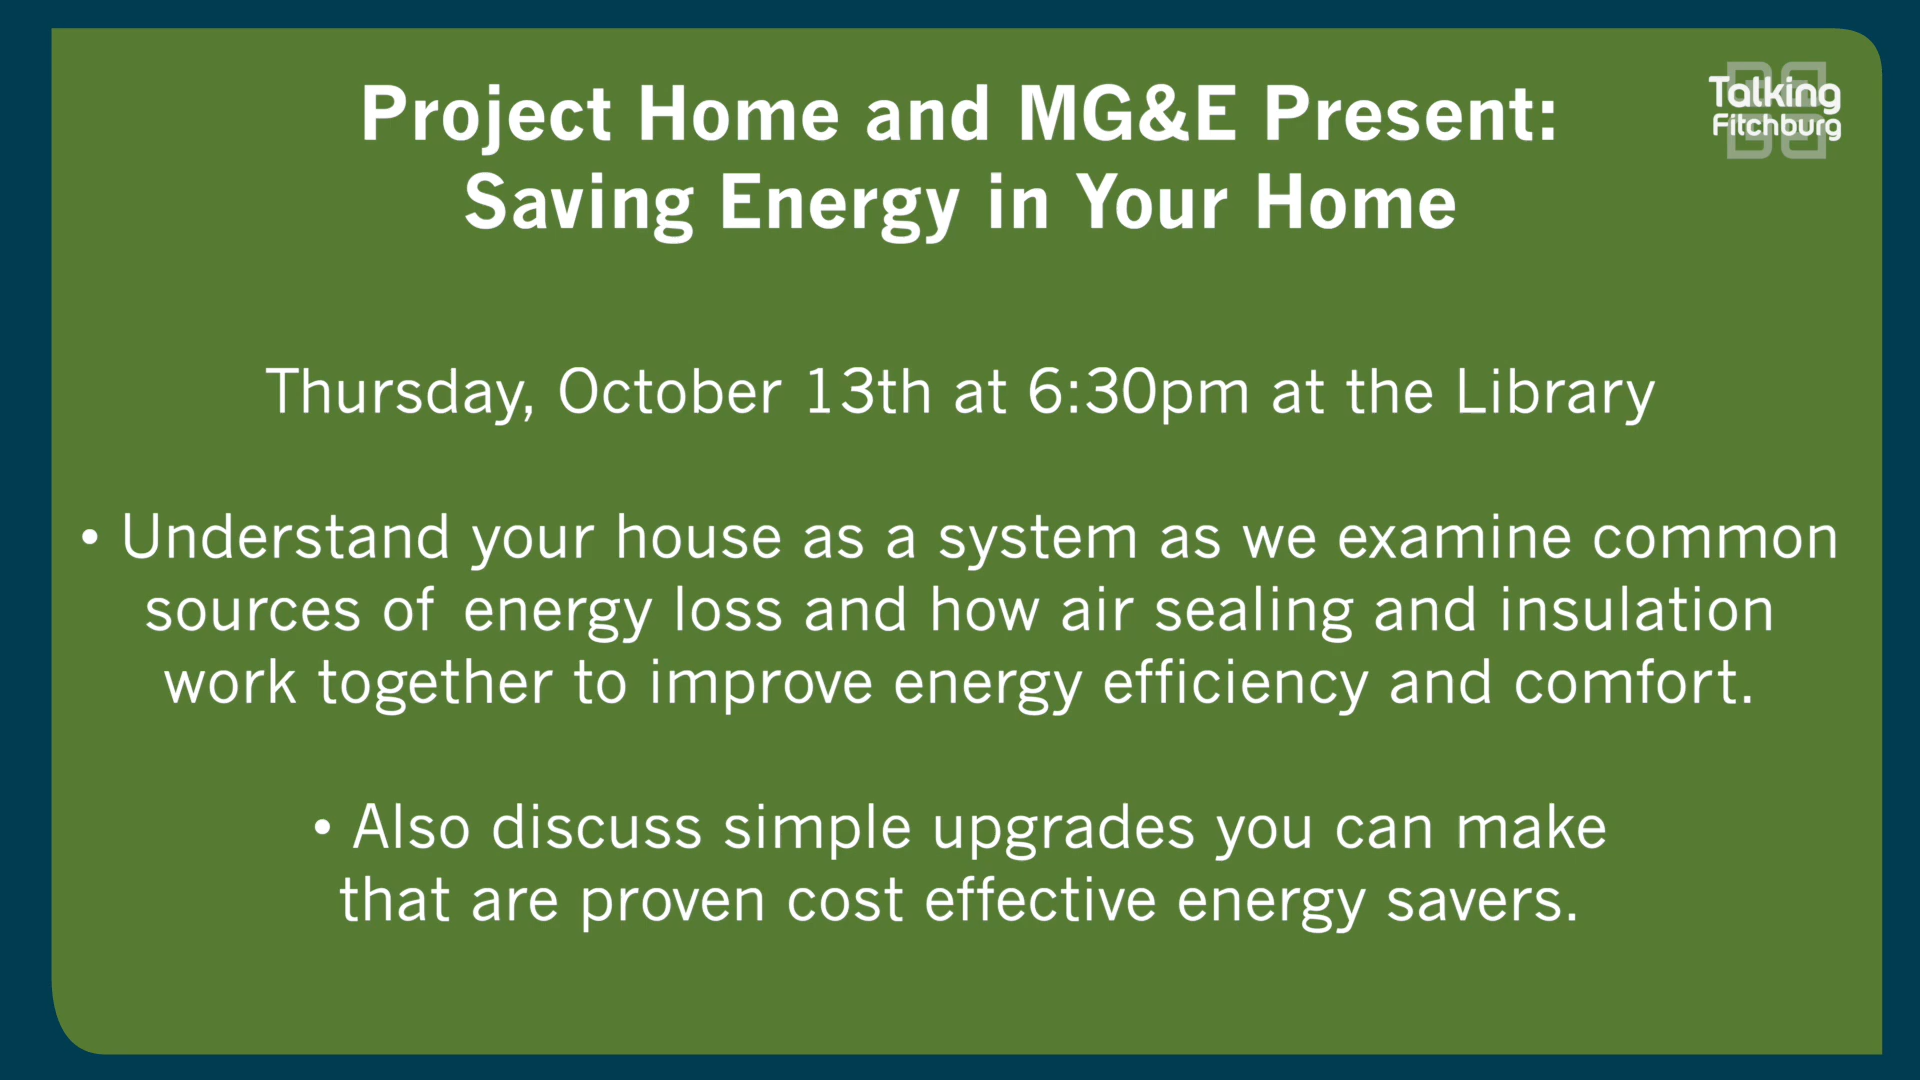 Project Home and MG&E Present:
Saving Energy in Your Home
Talking
Fitchburg
Thursday, October 13th at 6:30pm at the Library
• Understand your house as a system as we examine common
sources of energy loss and how air sealing and insulation
work together to improve energy efficiency and comfort.
• Also discuss simple upgrades you can make
that are proven cost effective energy savers.